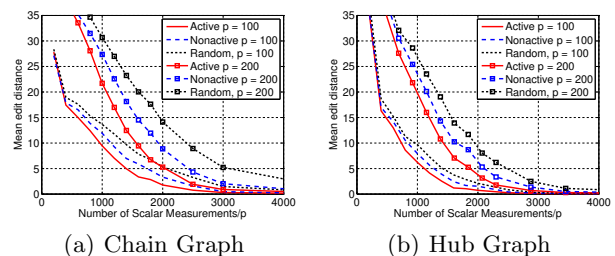 35
30
25
20
15
10
5
0
Mean edit distance
0 1000 2000 3000 4000
Number of Scalar Measurements/p
Active p = 100
Nonactive p = 100
Random, p = 100
Active p = 200
Nonactive p = 200
Random, p = 200
(a) Chain Graph
35
30
25
20
15
10
5
0
Mean edit distance
0 1000 2000 3000 4000
Number of Scalar Measurements/p
Active p = 100
Nonactive p = 100
Random p = 100
Active p = 200
Nonactive p = 200
Random, p = 200
(b) Hub Graph